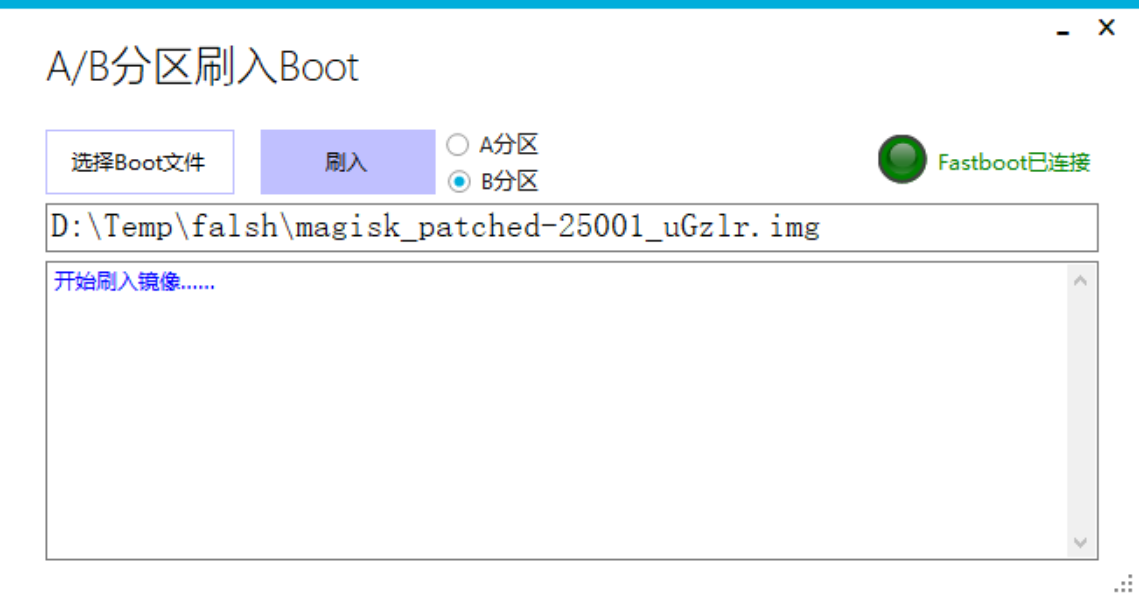 A/B分区刷入Boot
选择Boot文件
刷入
A分区
B分区
Fastboot已连接
D:\Temp\falsh\magisk_patched-25001_uGzlr.img
开始刷入镜像......